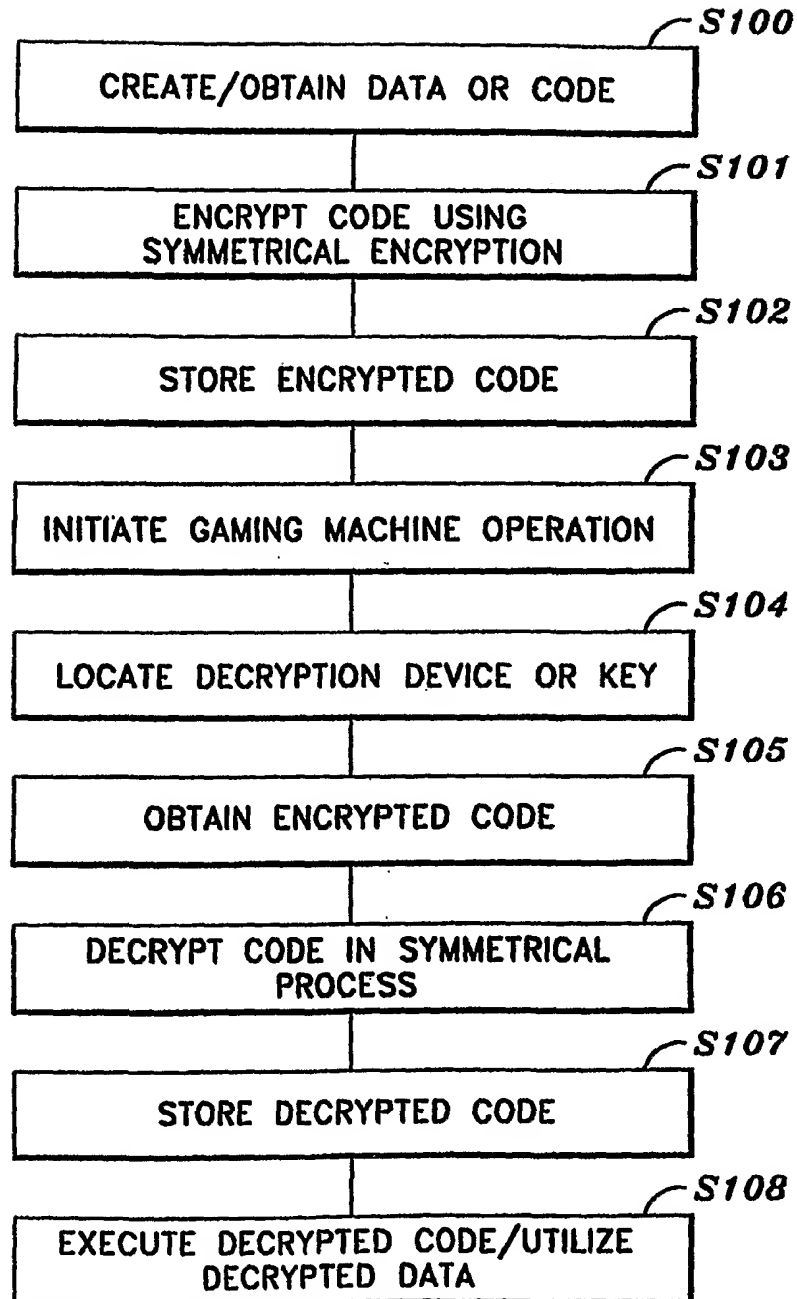 S100
CREATE/OBTAIN DATA OR CODE
S101
ENCRYPT CODE USING
SYMMETRICAL ENCRYPTION
S102
STORE ENCRYPTED CODE
S103
INITIATE GAMING MACHINE OPERATION
S104
LOCATE DECRYPTION DEVICE OR KEY
S105
OBTAIN ENCRYPTED CODE
S106
DECRYPT CODE IN SYMMETRICAL
PROCESS
S107
STORE DECRYPTED CODE
S108
EXECUTE DECRYPTED CODE/UTILIZE
DECRYPTED DATA